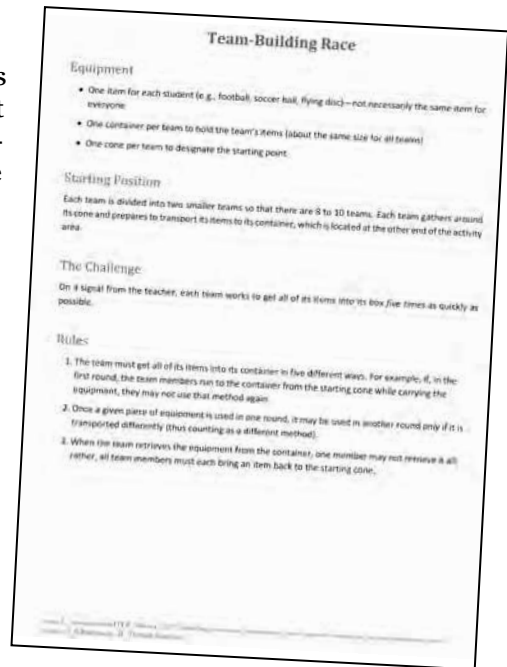 s
t
Team-Building Race
Equipment
• One item for each student (e.g., football, soccer ball, flying disc)—not necessarily the same item for
everyone
• One container per team to hold the team's items (about the same size for all teams)
• One cone per team to designate the starting point
Starting Position
Each team is divided into two smaller teams so that there are 8 to 10 teams. Each team gathers around
its cone and prepares to transport its items to its container, which is located at the other end of the activity
area.
The Challenge
On a signal from the teacher, each team works to get all of its items into its box five times as quickly as
possible.
Rules
1. The team must get all of its items into its container in five different ways. For example, if, in the
first round, the team members run to the container from the starting cone while carrying the
equipment, they may not use that method again.
2. Once a given piece of equipment is used in one round, it may be used in another round only if it is
transported differently (thus counting as a different method).
3. When the team retrieves the equipment from the container, one member may not retrieve it all;
rather, all team members must each bring an item back to the starting cone.